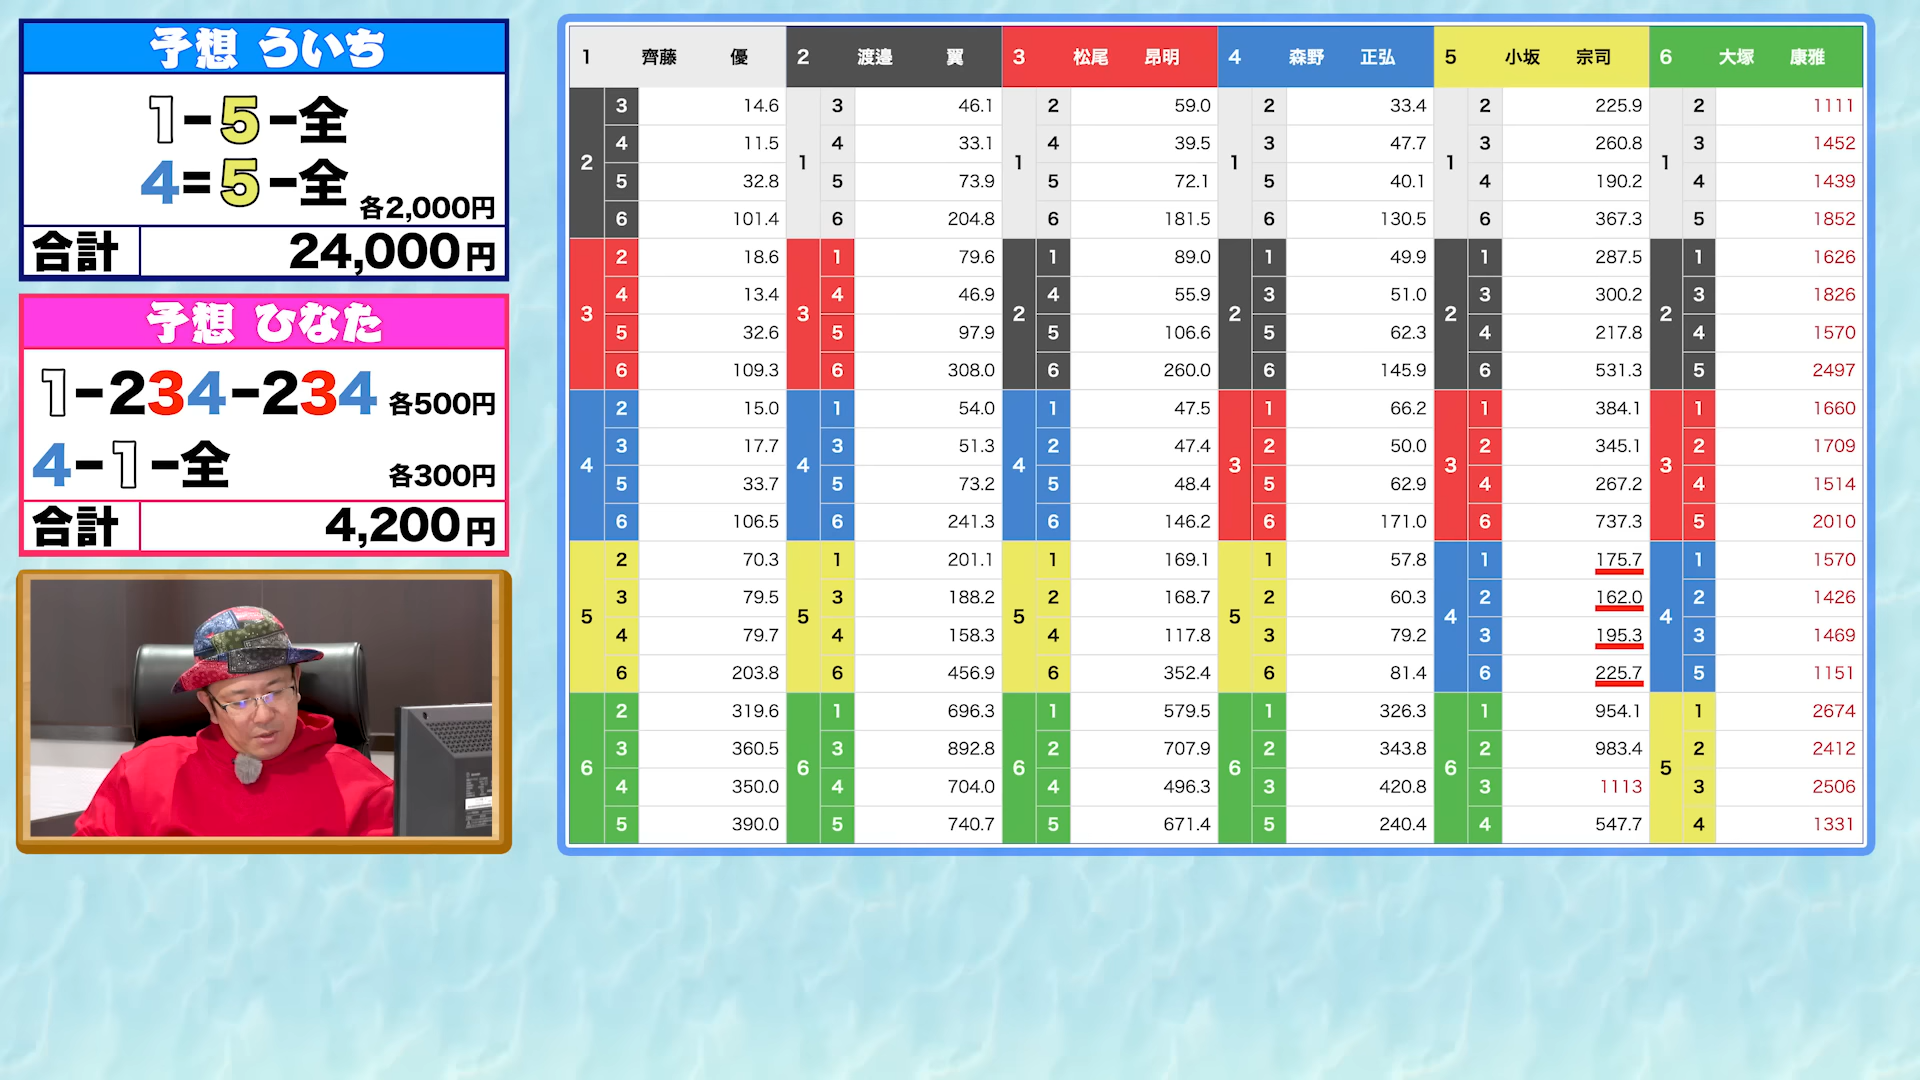 予想 ういち
1-5-全
4=5-全 各2,000円
合計 24,000円
予想 ひなた
1-234-234 各500円
4-1-全 各300円
合計 4,200円
1 齊藤 優 2 渡邉 翼 3 松尾 昂明 4 森野 正弘 5 小坂 宗司 6 大塚 康雅
2 3 14.6 1 3 46.1 1 2 59.0 1 2 33.4 1 2 225.9 1 2 1111
4 11.5 4 33.1 4 39.5 3 47.7 3 260.8 3 1452
5 32.8 5 73.9 5 72.1 5 40.1 4 190.2 4 1439
6 101.4 6 204.8 6 181.5 6 130.5 6 367.3 5 1852
3 2 18.6 3 1 79.6 2 1 89.0 2 1 49.9 2 1 287.5 2 1 1626
4 13.4 4 46.9 4 55.9 3 51.0 3 300.2 3 1826
5 32.6 5 97.9 5 106.6 5 62.3 4 217.8 4 1570
6 109.3 6 308.0 6 260.0 6 145.9 6 531.3 5 2497
4 2 15.0 4 1 54.0 4 1 47.5 3 1 66.2 3 1 384.1 3 1 1660
3 17.7 3 51.3 2 47.4 2 50.0 2 345.1 2 1709
5 33.7 5 73.2 5 48.4 5 62.9 4 267.2 4 1514
6 106.5 6 241.3 6 146.2 6 171.0 6 737.3 5 2010
5 2 70.3 5 1 201.1 5 1 169.1 5 1 57.8 4 1 175.7 4 1 1570
3 79.5 3 188.2 2 168.7 2 60.3 2 162.0 2 1426
4 79.7 4 158.3 4 117.8 3 79.2 3 195.3 3 1469
6 203.8 6 456.9 6 352.4 6 81.4 6 225.7 5 1151
6 2 319.6 6 1 696.3 6 1 579.5 6 1 326.3 6 1 954.1 5 1 2674
3 360.5 3 892.8 2 707.9 2 343.8 2 983.4 2 2412
4 350.0 4 704.0 4 496.3 3 420.8 3 1113 3 2506
5 390.0 5 740.7 5 671.4 5 240.4 4 547.7 4 1331